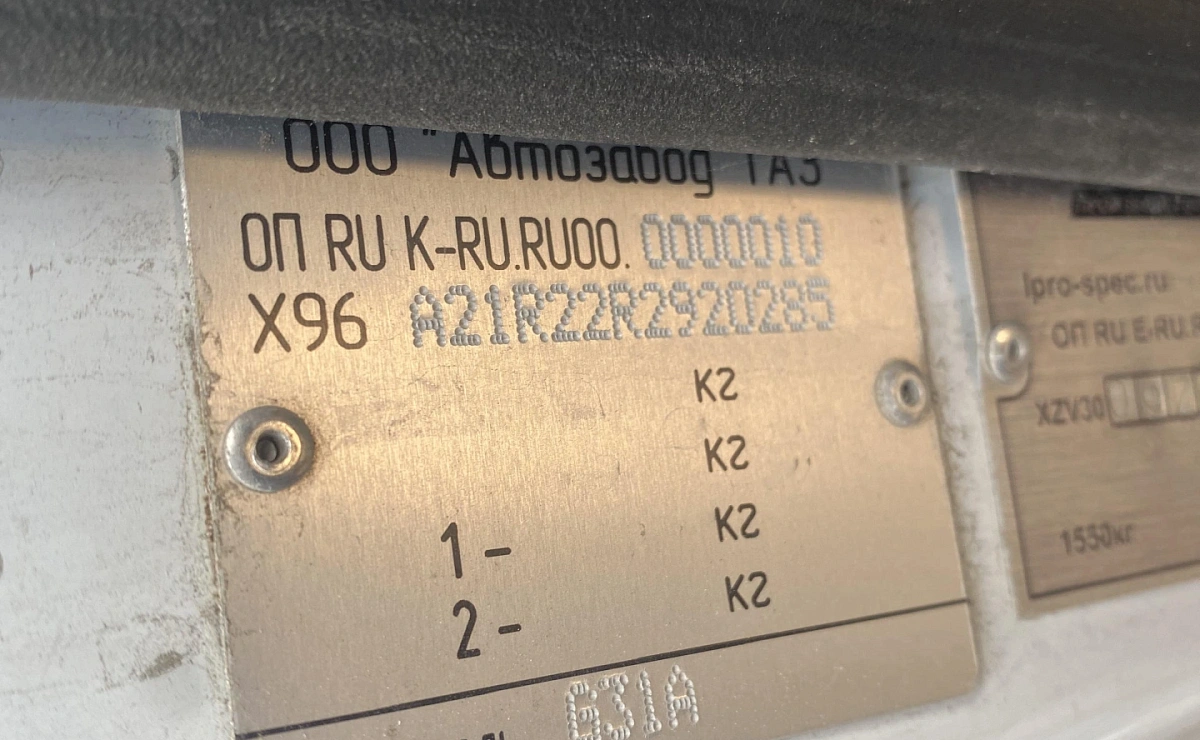 ООО "Автозавод ГАЗ
ОП RU К-RU.RU00. 0000010
X96 A21R22R2920285
кг
кг
1 - кг
2 - кг
lpro-spec.ru
ОП RU E-RU.
XZV30
1550кг